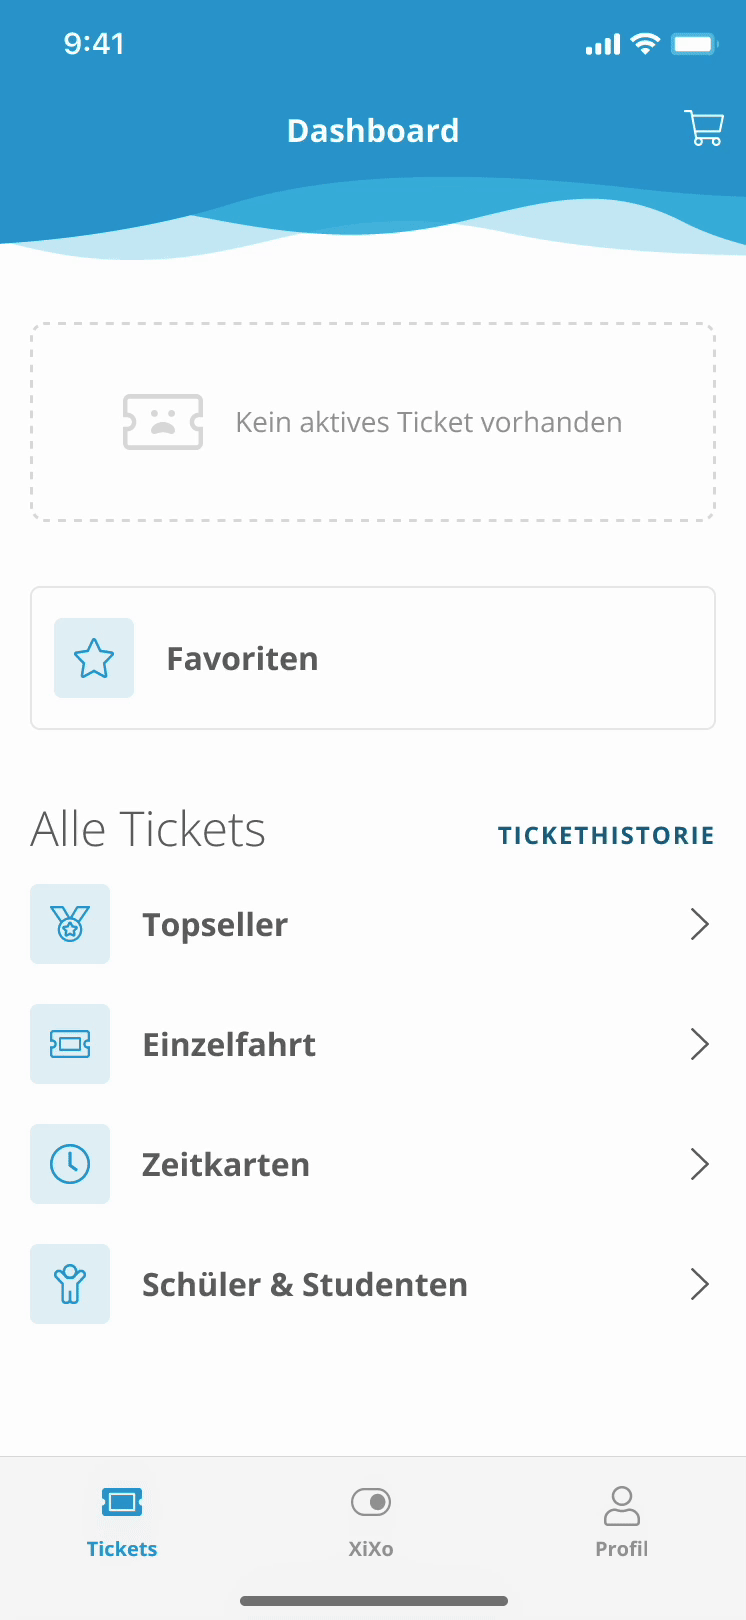 9:41
Dashboard
Kein aktives Ticket vorhanden
Favoriten
Alle Tickets
TICKETHISTORIE
Topseller
Einzelfahrt
Zeitkarten
Schüler & Studenten
Tickets
XiXo
Profil